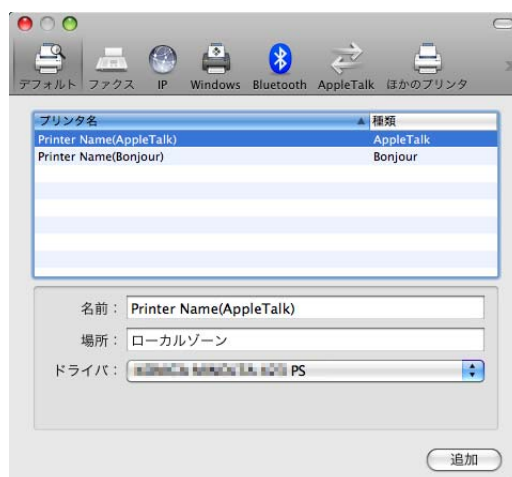 デフォルト ファクス IP Windows Bluetooth AppleTalk ほかのプリンタ
プリンタ名 種類
Printer Name(AppleTalk) AppleTalk
Printer Name(Bonjour) Bonjour
名前： Printer Name(AppleTalk)
場所： ローカルゾーン
ドライバ： PS
追加